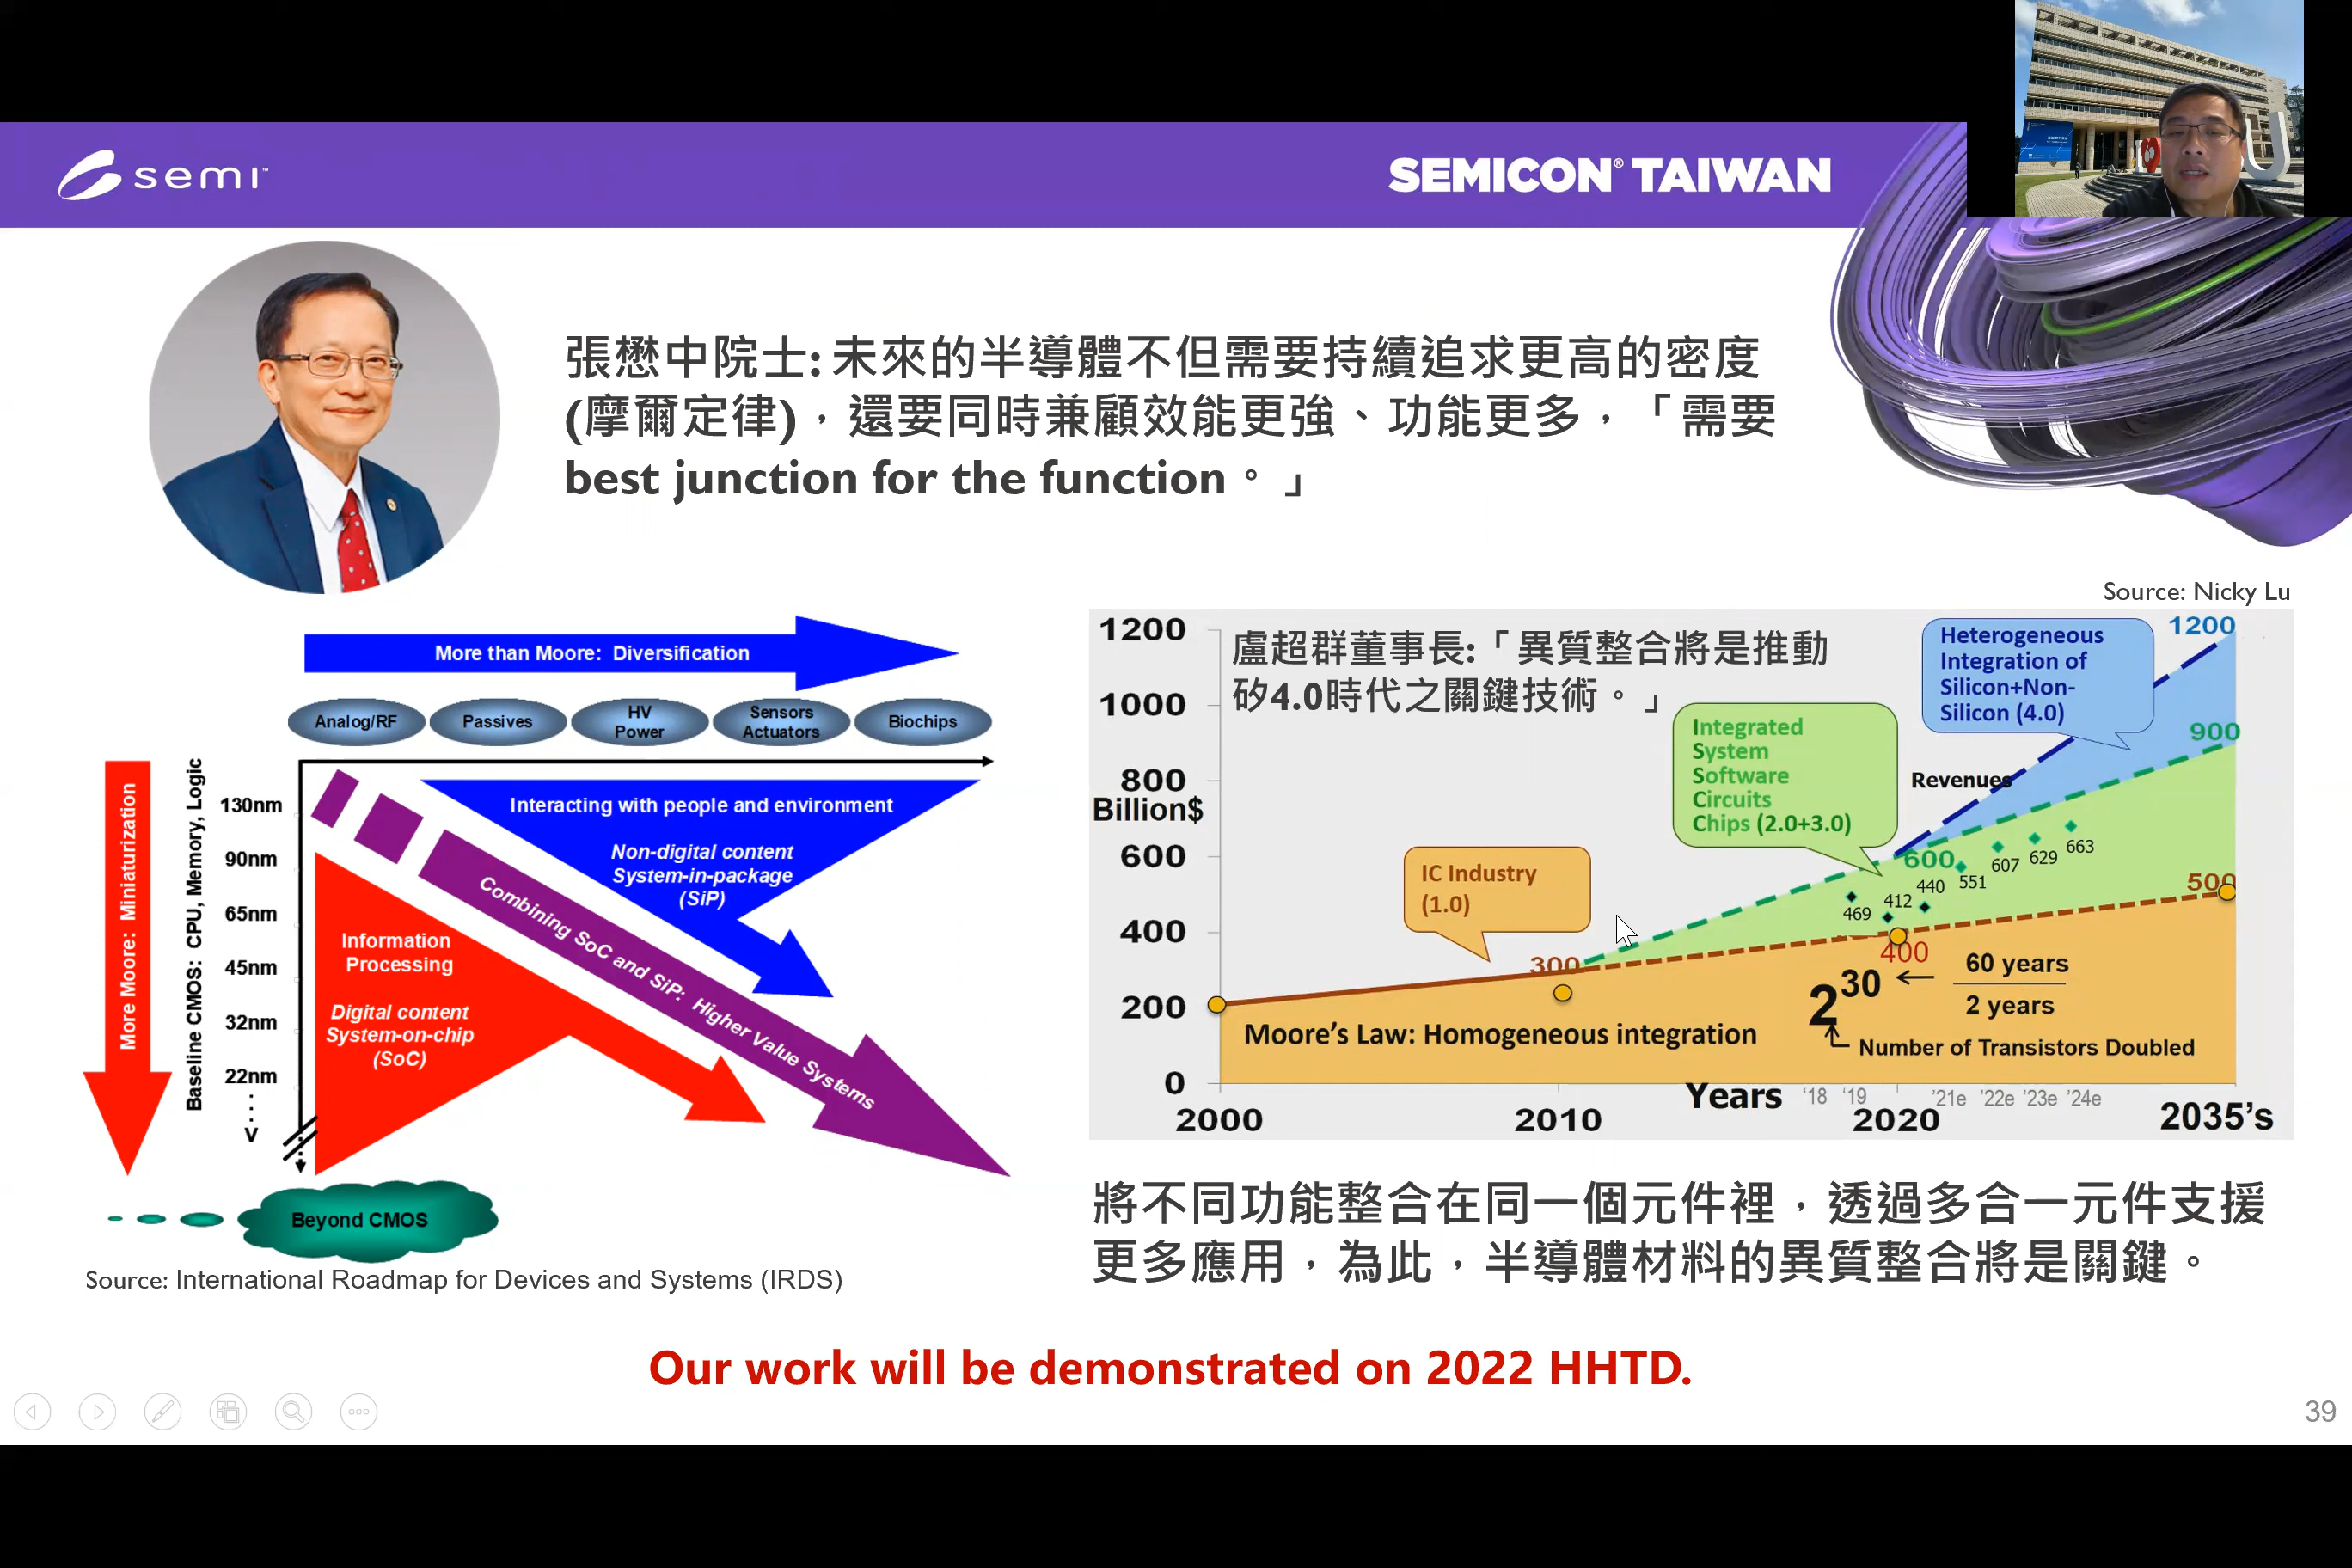 semi™
SEMICON® TAIWAN
U
張懋中院士: 未來的半導體不但需要持續追求更高的密度
(摩爾定律)，還要同時兼顧效能更強、功能更多，「需要
best junction for the function。」
Source: Nicky Lu
More than Moore: Diversification
Analog/RF
Passives
HV
Power
Sensors
Actuators
Biochips
More Moore: Miniaturization
Baseline CMOS: CPU, Memory, Logic
130nm
90nm
65nm
45nm
32nm
22nm
V
Interacting with people and environment
Non-digital content
System-in-package
(SiP)
Combining SoC and SiP: Higher Value Systems
Information
Processing
Digital content
System-on-chip
(SoC)
Beyond CMOS
Source: International Roadmap for Devices and Systems (IRDS)
1200
1000
800
Billion$
600
400
200
0
盧超群董事長:「異質整合將是推動
矽4.0時代之關鍵技術。」
Heterogeneous
Integration of
Silicon+Non-
Silicon (4.0)
1200
Integrated
System
Software
Circuits
Chips (2.0+3.0)
900
Revenues
IC Industry
(1.0)
600
469
412
440
551
607
629
663
500
300
400
2³⁰ ← 60 years
2 years
Moore’s Law: Homogeneous integration
Number of Transistors Doubled
Years
‘18
‘19
’21e
’22e
’23e
’24e
2000
2010
2020
2035’s
將不同功能整合在同一個元件裡，透過多合一元件支援
更多應用，為此，半導體材料的異質整合將是關鍵。
Our work will be demonstrated on 2022 HHTD.
39